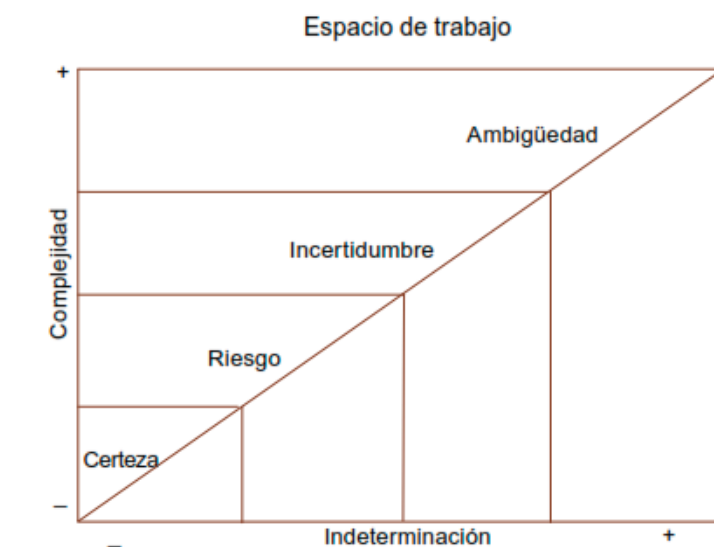 Espacio de trabajo
+
Ambigüedad
Incertidumbre
Complejidad
Riesgo
Certeza
–
Indeterminación
+
–